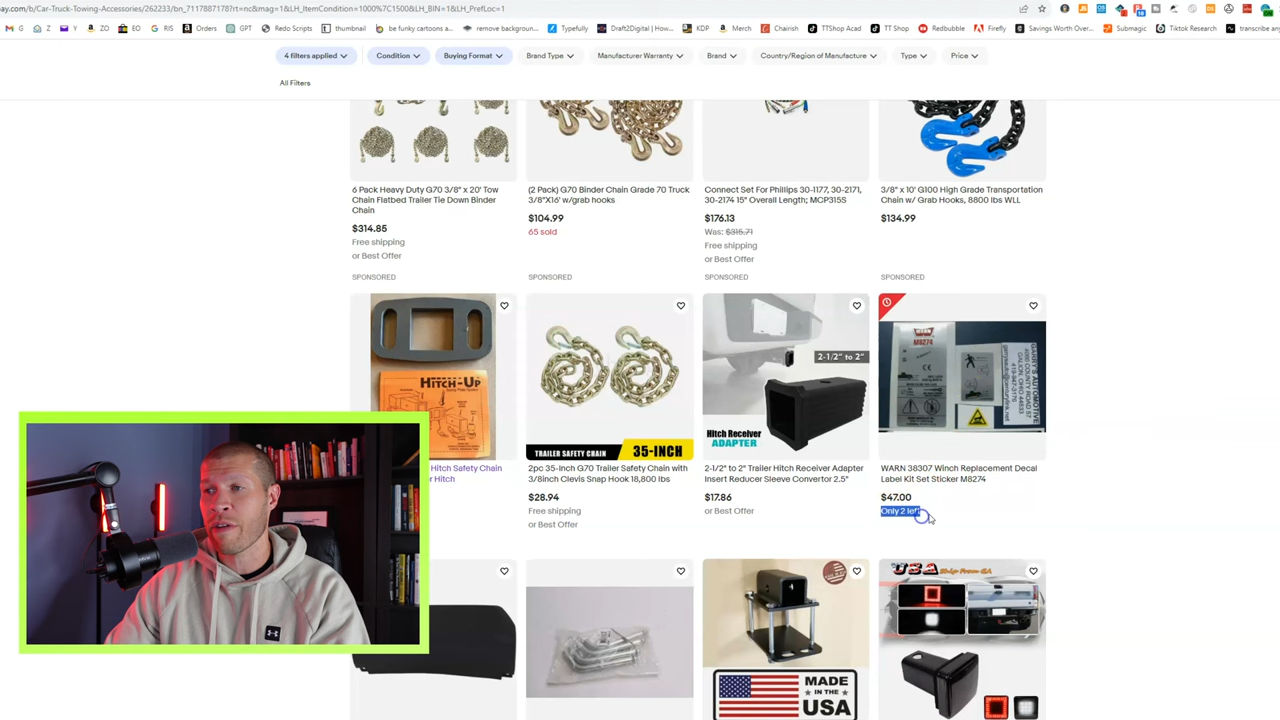 ay.com/b/Car-Truck-Towing-Accessories/262233/bn_7117887178?rt=nc&mag=1&LH_ItemCondition=1000%7C1500&LH_BIN=1&LH_PrefLoc=1
G Z Y ZO EO RIS Orders GPT Redo Scripts thumbnail be funky cartoons a... remove backgroun... Typefully Draft2Digital | How... KDP Merch Chairish TTShop Acad TT Shop Redbubble Firefly Savings Worth Over... Submagic Tiktok Research transcribe an
4 filters applied Condition Buying Format Brand Type Manufacturer Warranty Brand Country/Region of Manufacture Type Price
All Filters
6 Pack Heavy Duty G70 3/8" x 20' Tow
Chain Flatbed Trailer Tie Down Binder
Chain
$314.85
Free shipping
or Best Offer
SPONSORED
(2 Pack) G70 Binder Chain Grade 70 Truck
3/8"X16' w/grab hooks
$104.99
65 sold
SPONSORED
Connect Set For Phillips 30-1177, 30-2171,
30-2174 15" Overall Length; MCP315S
$176.13
Was: $315.71
Free shipping
or Best Offer
SPONSORED
3/8" x 10' G100 High Grade Transportation
Chain w/ Grab Hooks, 8800 lbs WLL
$134.99
SPONSORED
HITCH-UP
Hitch Safety Chain
r Hitch
TRAILER SAFETY CHAIN 35-INCH
2pc 35-Inch G70 Trailer Safety Chain with
3/8inch Clevis Snap Hook 18,800 lbs
$28.94
Free shipping
or Best Offer
2-1/2" to 2"
Hitch Receiver
ADAPTER
2-1/2" to 2" Trailer Hitch Receiver Adapter
Insert Reducer Sleeve Convertor 2.5"
$17.86
or Best Offer
M8274
GARRY'S AUTOMOTIVE
WARN 38307 Winch Replacement Decal
Label Kit Set Sticker M8274
$47.00
Only 2 left
MADE
IN THE
USA
USA Ship From CA